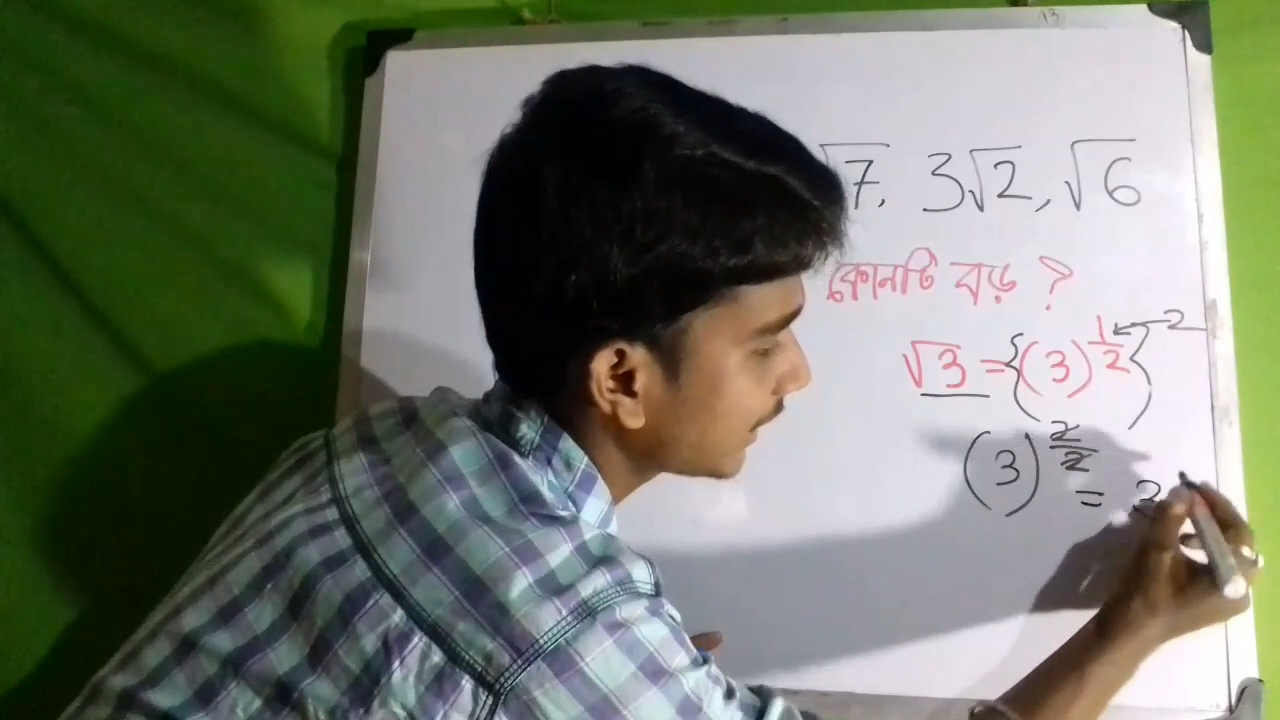 √7, 3√2, √6
কোনটি বড় ?
√3 = {(3)^{1/2}}^2
(3)^{2/2}
= 3